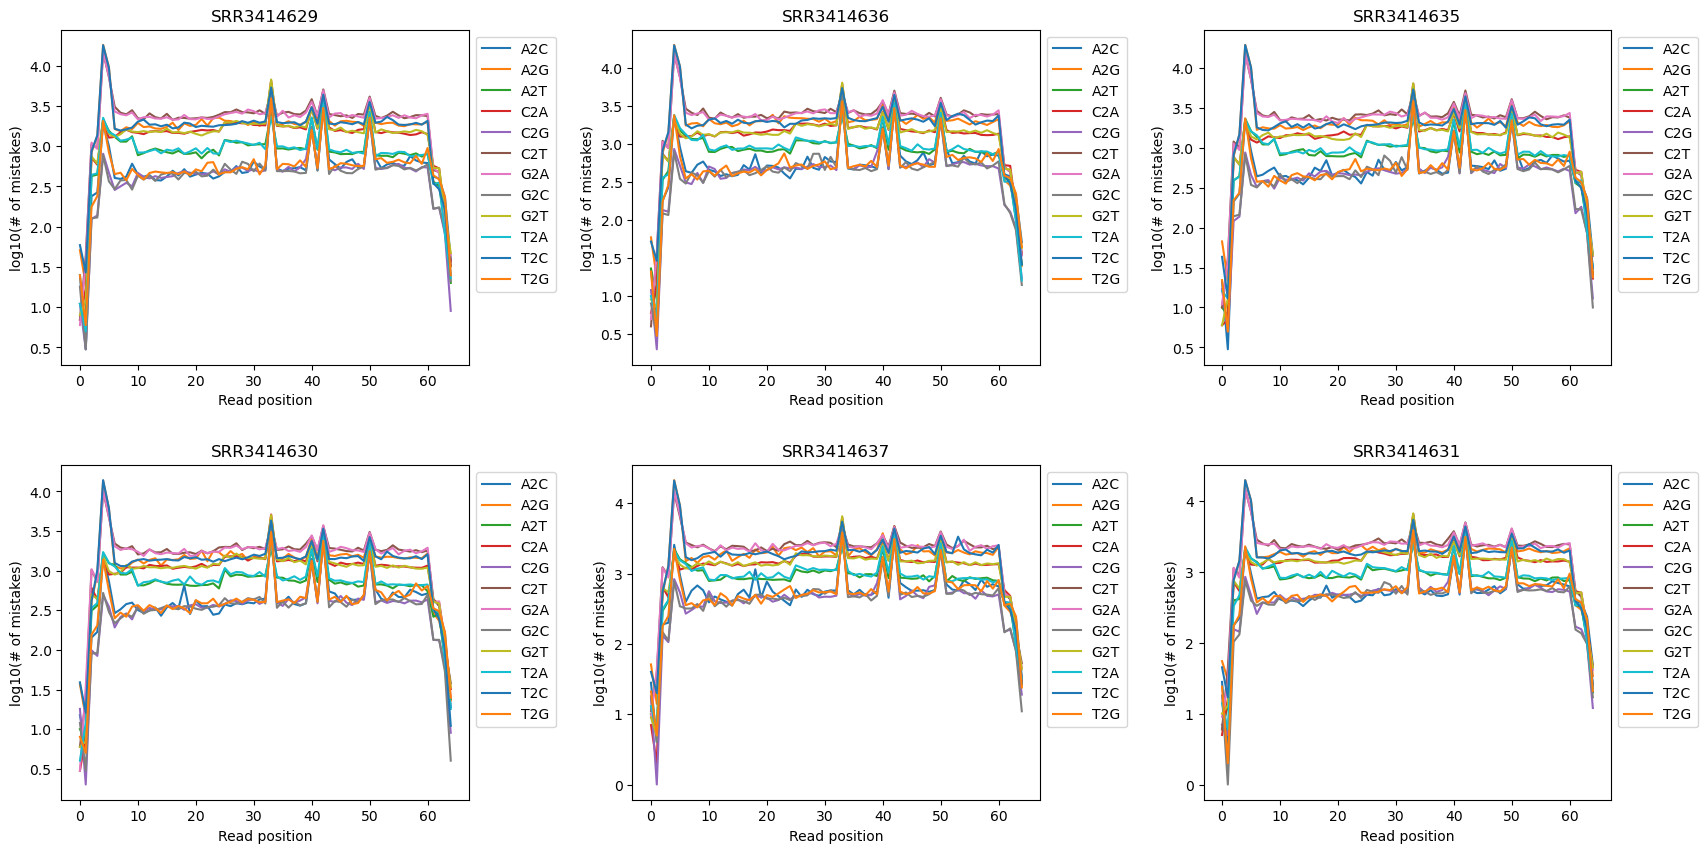 SRR3414629
log10(# of mistakes)
4.0
3.5
3.0
2.5
2.0
1.5
1.0
0.5
0 10 20 30 40 50 60
Read position
A2C
A2G
A2T
C2A
C2G
C2T
G2A
G2C
G2T
T2A
T2C
T2G
SRR3414636
log10(# of mistakes)
4.0
3.5
3.0
2.5
2.0
1.5
1.0
0.5
0 10 20 30 40 50 60
Read position
A2C
A2G
A2T
C2A
C2G
C2T
G2A
G2C
G2T
T2A
T2C
T2G
SRR3414635
log10(# of mistakes)
4.0
3.5
3.0
2.5
2.0
1.5
1.0
0.5
0 10 20 30 40 50 60
Read position
A2C
A2G
A2T
C2A
C2G
C2T
G2A
G2C
G2T
T2A
T2C
T2G
SRR3414630
log10(# of mistakes)
4.0
3.5
3.0
2.5
2.0
1.5
1.0
0.5
0 10 20 30 40 50 60
Read position
A2C
A2G
A2T
C2A
C2G
C2T
G2A
G2C
G2T
T2A
T2C
T2G
SRR3414637
log10(# of mistakes)
4
3
2
1
0
0 10 20 30 40 50 60
Read position
A2C
A2G
A2T
C2A
C2G
C2T
G2A
G2C
G2T
T2A
T2C
T2G
SRR3414631
log10(# of mistakes)
4
3
2
1
0
0 10 20 30 40 50 60
Read position
A2C
A2G
A2T
C2A
C2G
C2T
G2A
G2C
G2T
T2A
T2C
T2G